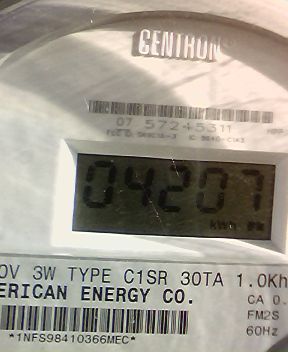 CENTRON
07 57245311
04207
kWh
0V 3W TYPE C1SR 30TA 1.0Kh
ERICAN ENERGY CO.
CA 0.
FM2S
*1NFS98410366MEC*
60Hz